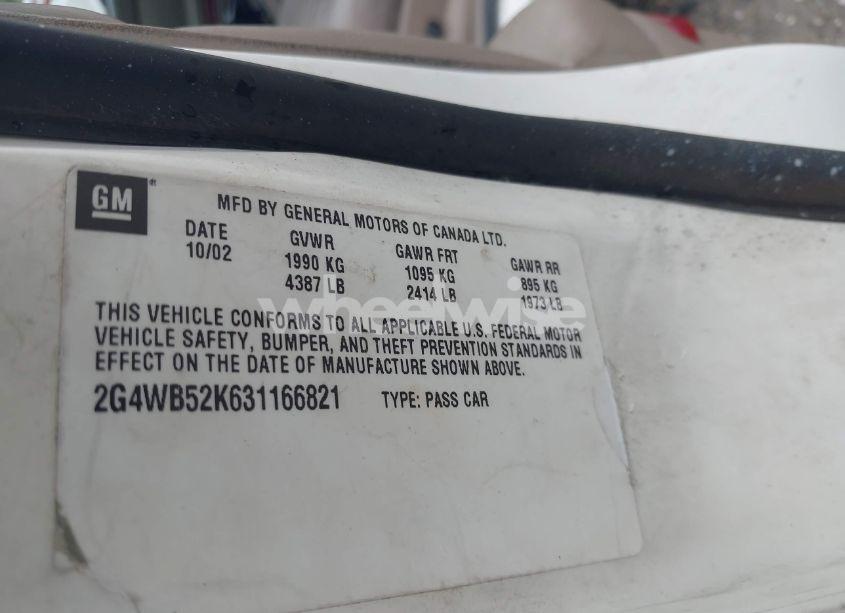 GM
MFD BY GENERAL MOTORS OF CANADA LTD.
DATE GVWR GAWR FRT GAWR RR
10/02 1990 KG 1095 KG 895 KG
4387 LB 2414 LB 1973 LB
THIS VEHICLE CONFORMS TO ALL APPLICABLE U.S. FEDERAL MOTOR
VEHICLE SAFETY, BUMPER, AND THEFT PREVENTION STANDARDS IN
EFFECT ON THE DATE OF MANUFACTURE SHOWN ABOVE.
2G4WB52K631166821 TYPE: PASS CAR
wheelwise